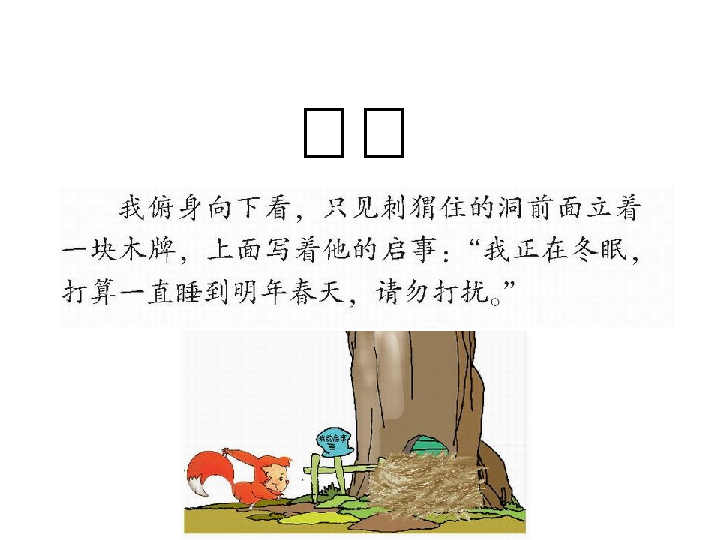 我俯身向下看，只见刺猬住的洞前面立着
一块木牌，上面写着他的启事：“我正在冬眠，
打算一直睡到明年春天，请勿打扰。”